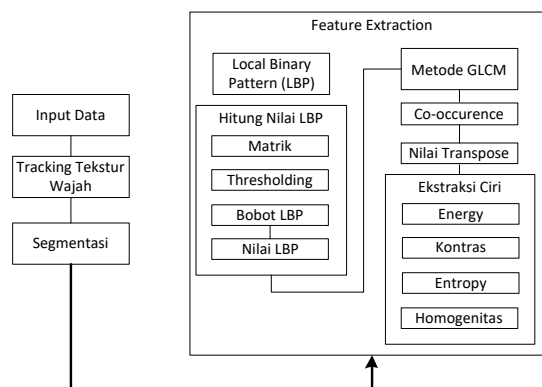 Input Data
Tracking Tekstur
Wajah
Segmentasi
Feature Extraction
Local Binary
Pattern (LBP)
Hitung Nilai LBP
Matrik
Thresholding
Bobot LBP
Nilai LBP
Metode GLCM
Co-occurence
Nilai Transpose
Ekstraksi Ciri
Energy
Kontras
Entropy
Homogenitas